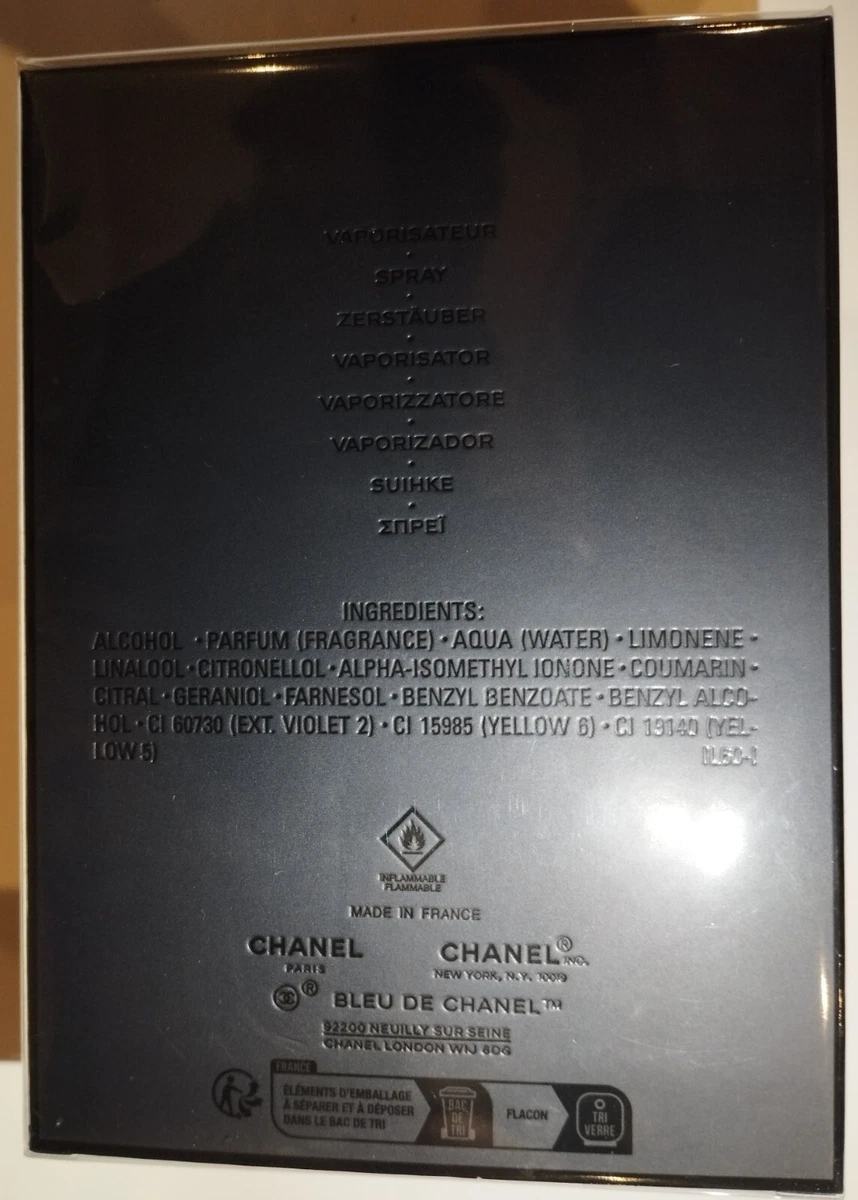 VAPORISATEUR
•
SPRAY
•
ZERSTÄUBER
•
VAPORISATOR
•
VAPORIZZATORE
•
VAPORIZADOR
•
SUIHKE
•
ΣΠΡΕΪ
INGREDIENTS:
ALCOHOL • PARFUM (FRAGRANCE) • AQUA (WATER) • LIMONENE •
LINALOOL • CITRONELLOL • ALPHA-ISOMETHYL IONONE • COUMARIN •
CITRAL • GERANIOL • FARNESOL • BENZYL BENZOATE • BENZYL ALCO-
HOL • CI 60730 (EXT. VIOLET 2) • CI 15985 (YELLOW 6) • CI 19140 (YEL-
LOW 5) IL60-1
INFLAMMABLE
FLAMMABLE
MADE IN FRANCE
CHANEL CHANEL® INC.
PARIS NEW YORK, N.Y. 10019
® BLEU DE CHANEL™
92200 NEUILLY SUR SEINE
CHANEL LONDON W1J 6DG
FRANCE
ÉLÉMENTS D'EMBALLAGE
À SÉPARER ET À DÉPOSER
DANS LE BAC DE TRI
BAC
DE
TRI
FLACON
TRI
VERRE